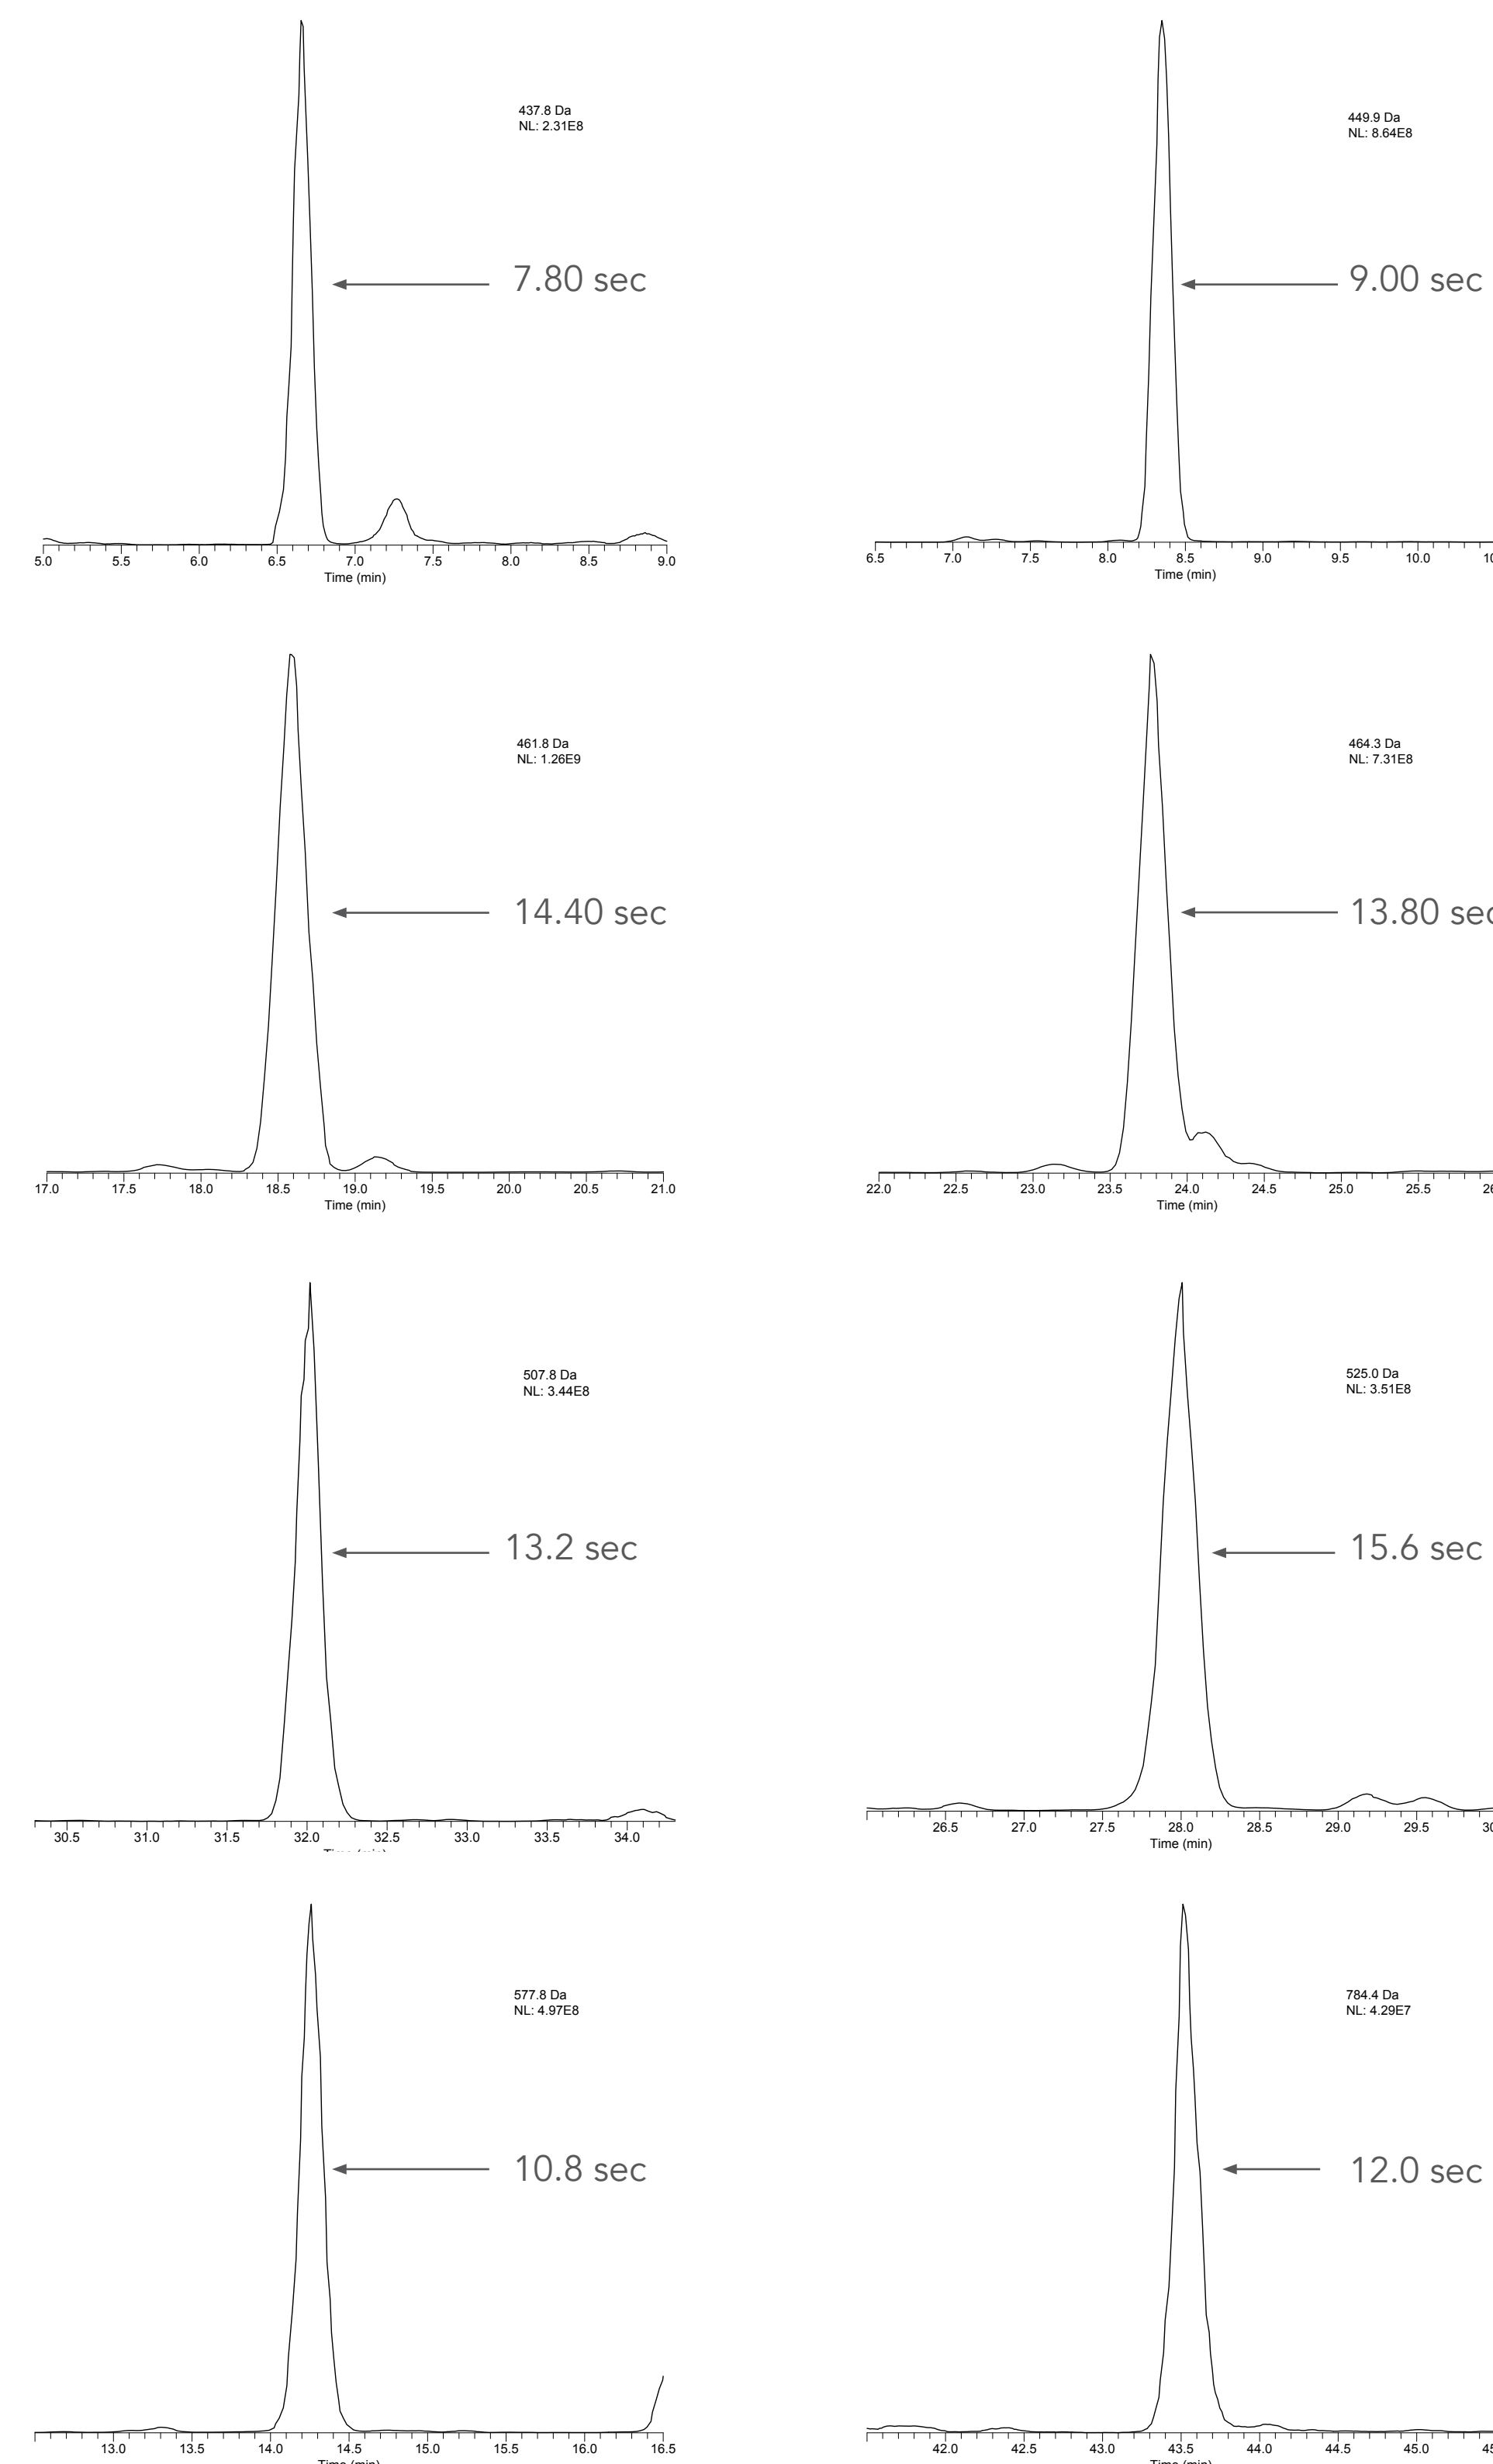 437.8 Da
NL: 2.31E8
7.80 sec
5.0 5.5 6.0 6.5 7.0 7.5 8.0 8.5 9.0
Time (min)
449.9 Da
NL: 8.64E8
9.00 sec
6.5 7.0 7.5 8.0 8.5 9.0 9.5 10.0 10
Time (min)
461.8 Da
NL: 1.26E9
14.40 sec
17.0 17.5 18.0 18.5 19.0 19.5 20.0 20.5 21.0
Time (min)
464.3 Da
NL: 7.31E8
13.80 sec
22.0 22.5 23.0 23.5 24.0 24.5 25.0 25.5 26
Time (min)
507.8 Da
NL: 3.44E8
13.2 sec
30.5 31.0 31.5 32.0 32.5 33.0 33.5 34.0
525.0 Da
NL: 3.51E8
15.6 sec
26.5 27.0 27.5 28.0 28.5 29.0 29.5 30
Time (min)
577.8 Da
NL: 4.97E8
10.8 sec
13.0 13.5 14.0 14.5 15.0 15.5 16.0 16.5
Time (min)
784.4 Da
NL: 4.29E7
12.0 sec
42.0 42.5 43.0 43.5 44.0 44.5 45.0 45
Time (min)